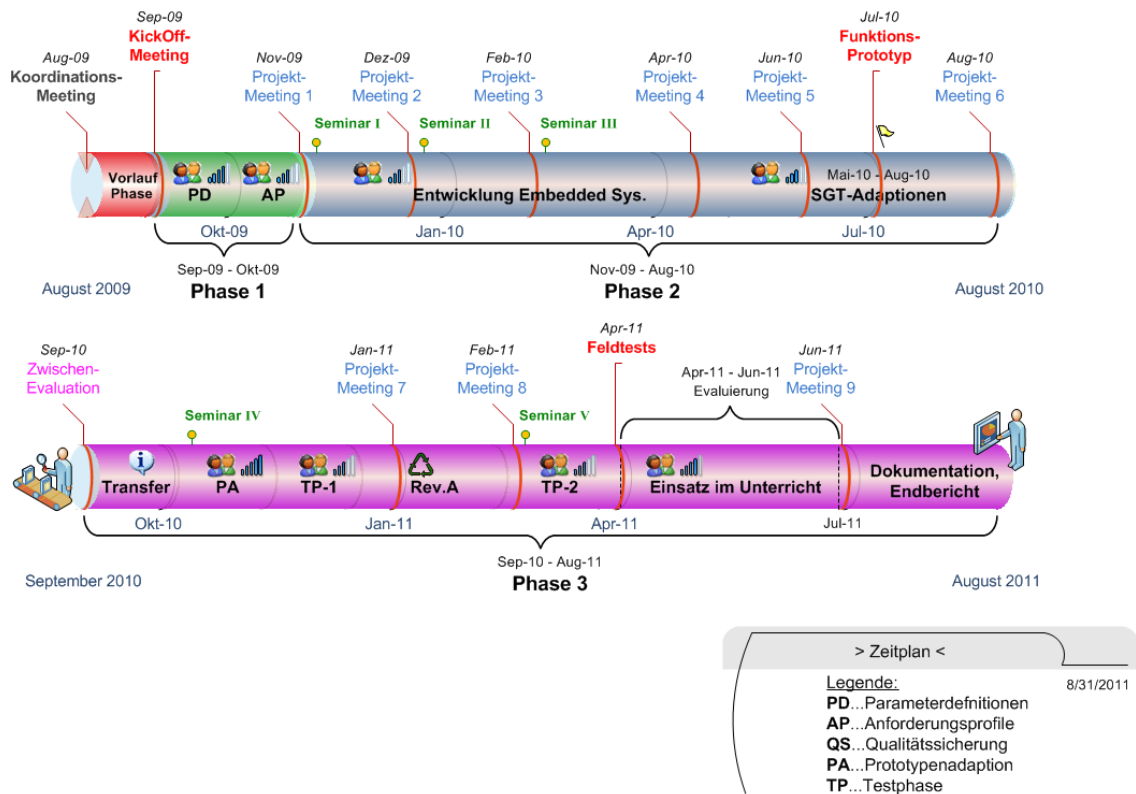 Sep-09
KickOff-
Meeting
Aug-09
Koordinations-
Meeting
Nov-09
Projekt-
Meeting 1
Dez-09
Projekt-
Meeting 2
Feb-10
Projekt-
Meeting 3
Apr-10
Projekt-
Meeting 4
Jun-10
Projekt-
Meeting 5
Jul-10
Funktions-
Prototyp
Aug-10
Projekt-
Meeting 6
Seminar I
Seminar II
Seminar III
Vorlauf
Phase
PD
AP
Entwicklung Embedded Sys.
Mai-10 - Aug-10
SGT-Adaptionen
Okt-09
Jan-10
Apr-10
Jul-10
Sep-09 - Okt-09
Phase 1
Nov-09 - Aug-10
Phase 2
August 2009
August 2010
Sep-10
Zwischen-
Evaluation
Jan-11
Projekt-
Meeting 7
Feb-11
Projekt-
Meeting 8
Apr-11
Feldtests
Apr-11 - Jun-11
Evaluierung
Jun-11
Projekt-
Meeting 9
Seminar IV
Seminar V
Transfer
PA
TP-1
Rev.A
TP-2
Einsatz im Unterricht
Dokumentation,
Endbericht
Okt-10
Jan-11
Apr-11
Jul-11
Sep-10 - Aug-11
Phase 3
September 2010
August 2011
> Zeitplan <
8/31/2011
Legende:
PD...Parameterdefnitionen
AP...Anforderungsprofile
QS...Qualitätssicherung
PA...Prototypenadaption
TP...Testphase